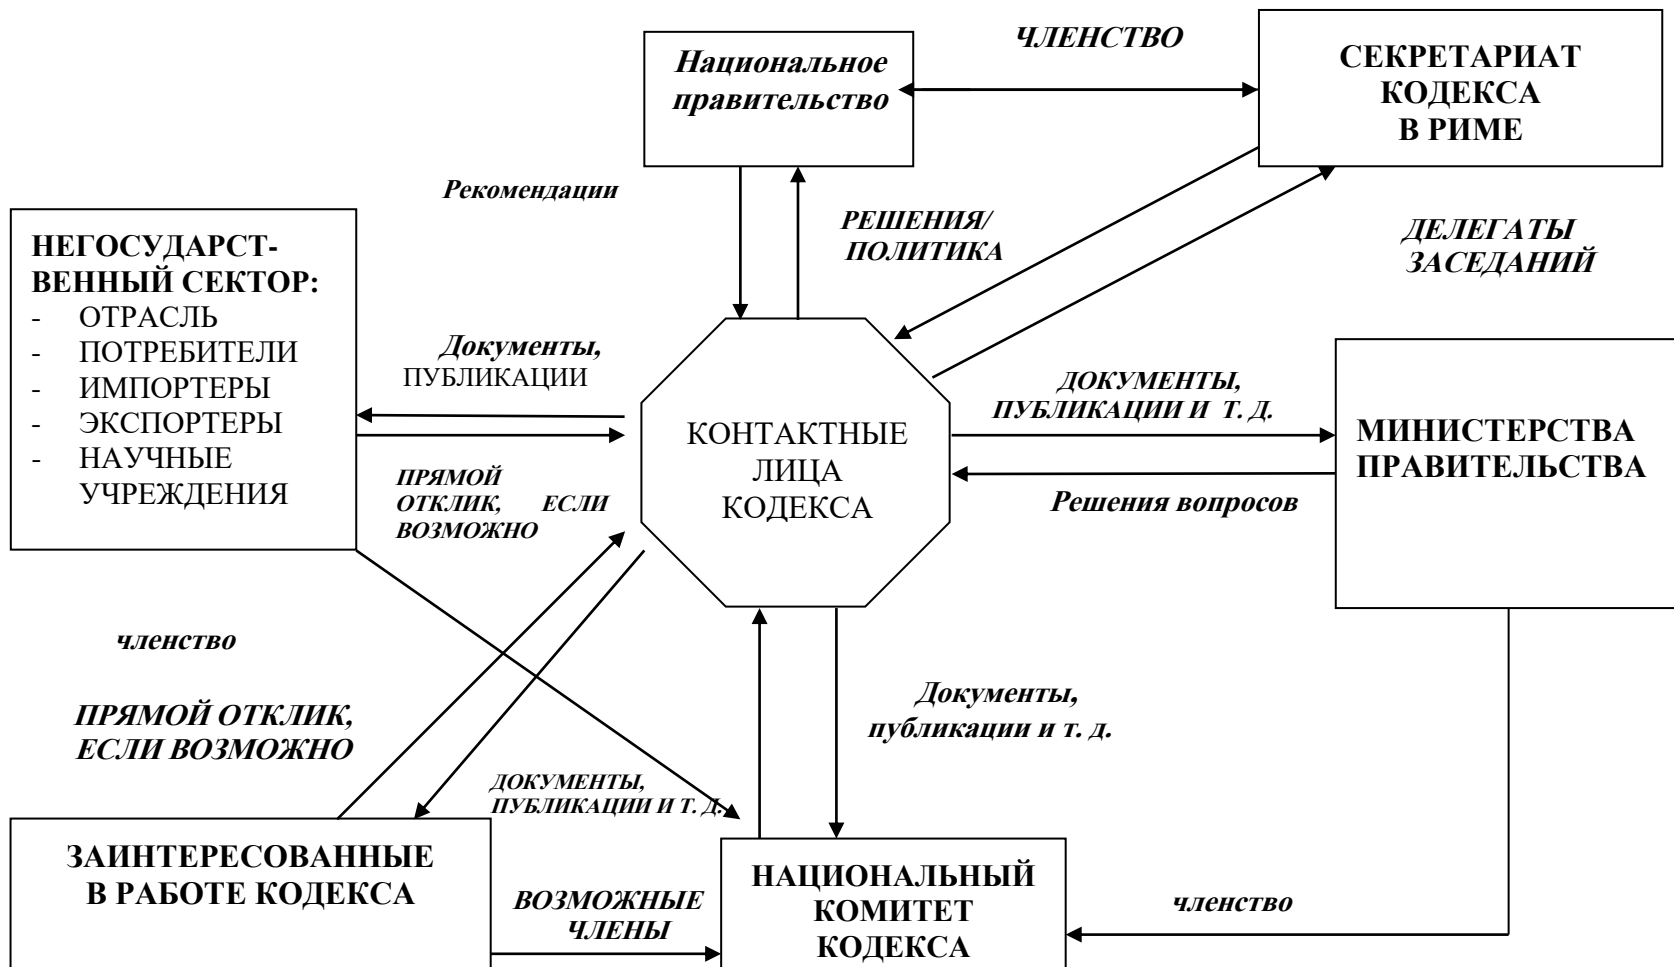 ЧЛЕНСТВО
Национальное
правительство
СЕКРЕТАРИАТ
КОДЕКСА
В РИМЕ
Рекомендации
РЕШЕНИЯ/
ПОЛИТИКА
ДЕЛЕГАТЫ
ЗАСЕДАНИЙ
НЕГОСУДАРСТ-
ВЕННЫЙ СЕКТОР:
- ОТРАСЛЬ
- ПОТРЕБИТЕЛИ
- ИМПОРТЕРЫ
- ЭКСПОРТЕРЫ
- НАУЧНЫЕ
УЧРЕЖДЕНИЯ
Документы,
ПУБЛИКАЦИИ
ПРЯМОЙ
ОТКЛИК, ЕСЛИ
ВОЗМОЖНО
КОНТАКТНЫЕ
ЛИЦА
КОДЕКСА
ДОКУМЕНТЫ,
ПУБЛИКАЦИИ И Т. Д.
Решения вопросов
МИНИСТЕРСТВА
ПРАВИТЕЛЬСТВА
членство
ПРЯМОЙ ОТКЛИК,
ЕСЛИ ВОЗМОЖНО
Документы,
публикации и т. д.
ДОКУМЕНТЫ,
ПУБЛИКАЦИИ И Т. Д.
ЗАИНТЕРЕСОВАННЫЕ
В РАБОТЕ КОДЕКСА
ВОЗМОЖНЫЕ
ЧЛЕНЫ
НАЦИОНАЛЬНЫЙ
КОМИТЕТ
КОДЕКСА
членство